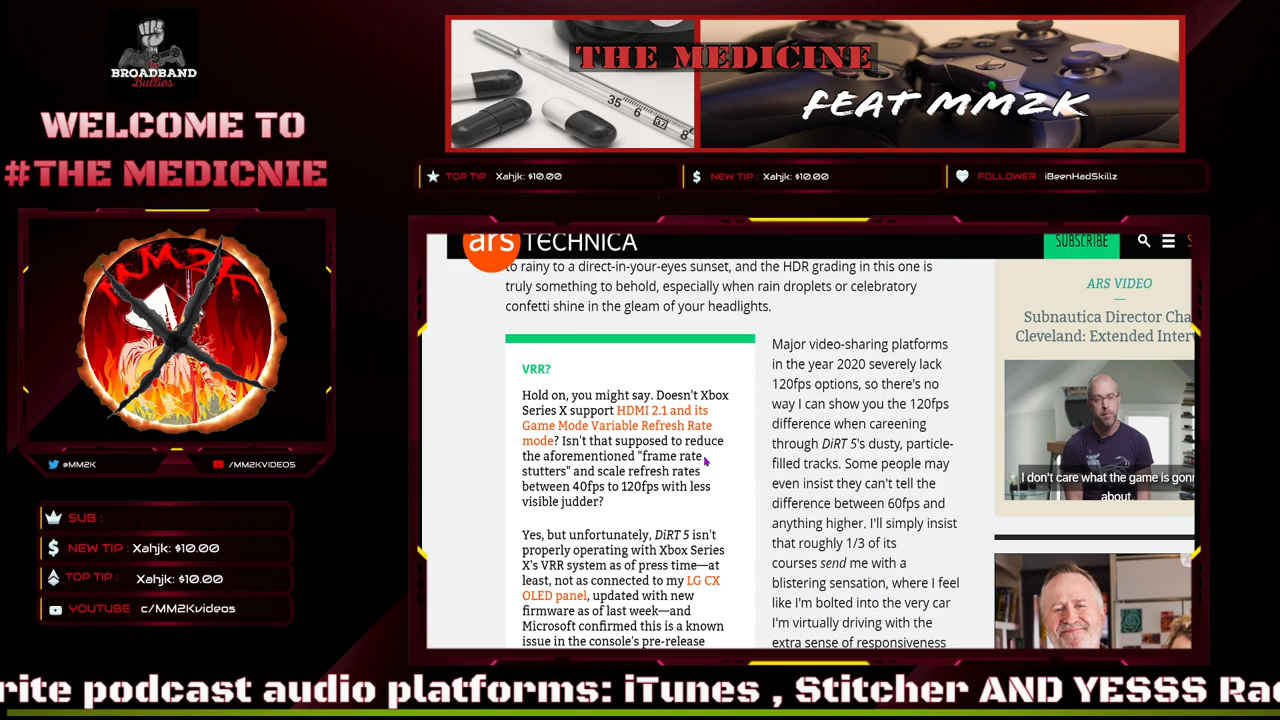 BROADBAND
Bullies
WELCOME TO
#THE MEDICNIE
THE MEDICINE
FEAT MM2K
35
6
37
8
TOP TIP : Xahjk: $10.00
NEW TIP : Xahjk: $10.00
FOLLOWER : iBeenHadSkillz
MM2K
@MM2K
/MM2KVIDEOS
SUB :
NEW TIP : Xahjk: $10.00
TOP TIP : Xahjk: $10.00
YOUTUBE c/MM2Kvideos
ars TECHNICA
SUBSCRIBE
to rainy to a direct-in-your-eyes sunset, and the HDR grading in this one is
truly something to behold, especially when rain droplets or celebratory
confetti shine in the gleam of your headlights.
VRR?
Hold on, you might say. Doesn't Xbox
Series X support HDMI 2.1 and its
Game Mode Variable Refresh Rate
mode? Isn't that supposed to reduce
the aforementioned "frame rate
stutters" and scale refresh rates
between 40fps to 120fps with less
visible judder?
Yes, but unfortunately, DiRT 5 isn't
properly operating with Xbox Series
X's VRR system as of press time—at
least, not as connected to my LG CX
OLED panel, updated with new
firmware as of last week—and
Microsoft confirmed this is a known
issue in the console's pre-release
Major video-sharing platforms
in the year 2020 severely lack
120fps options, so there's no
way I can show you the 120fps
difference when careening
through DiRT 5's dusty, particle-
filled tracks. Some people may
even insist they can't tell the
difference between 60fps and
anything higher. I'll simply insist
that roughly 1/3 of its
courses send me with a
blistering sensation, where I feel
like I'm bolted into the very car
I'm virtually driving with the
extra sense of responsiveness
ARS VIDEO
Subnautica Director Cha
Cleveland: Extended Inter
I don't care what the game is gon
about.
rite podcast audio platforms: iTunes , Stitcher AND YESSS Rad